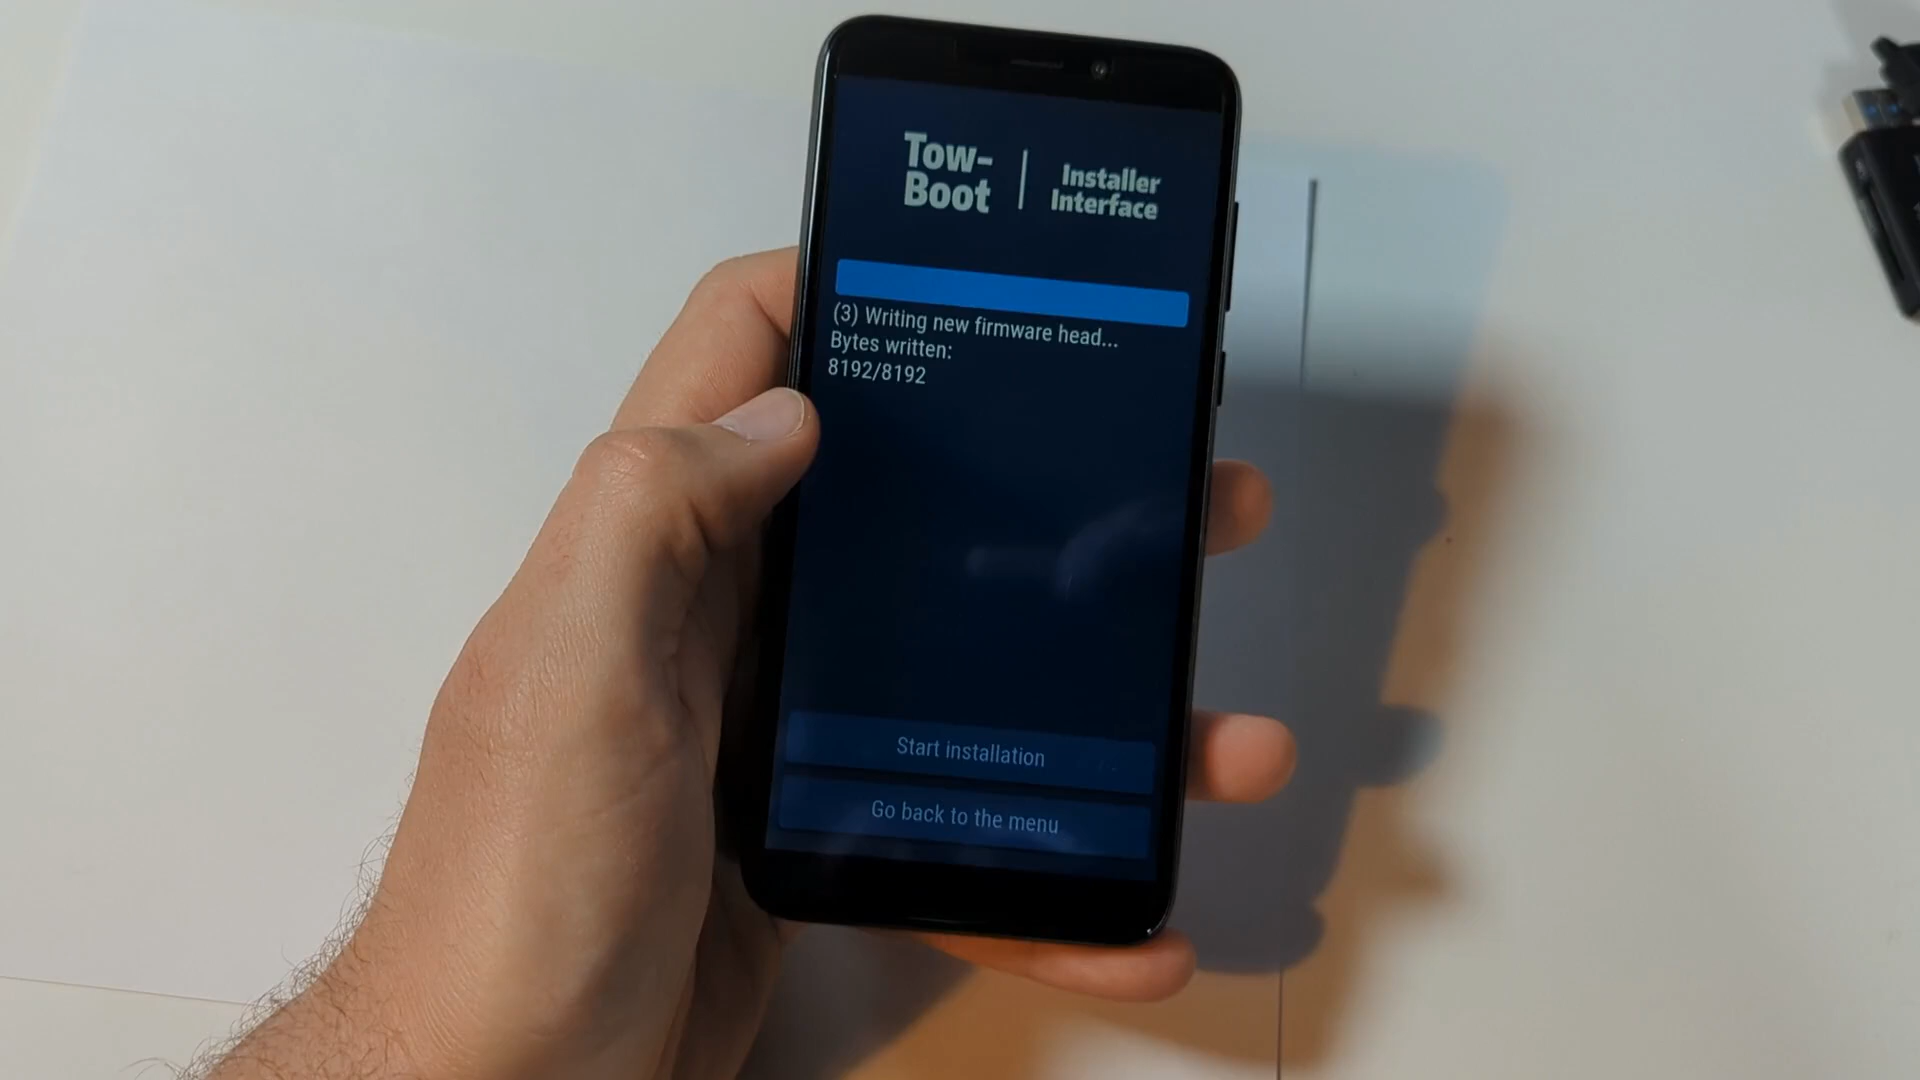 Tow-
Boot
Installer
Interface
(3) Writing new firmware head...
Bytes written:
8192/8192
Start installation
Go back to the menu